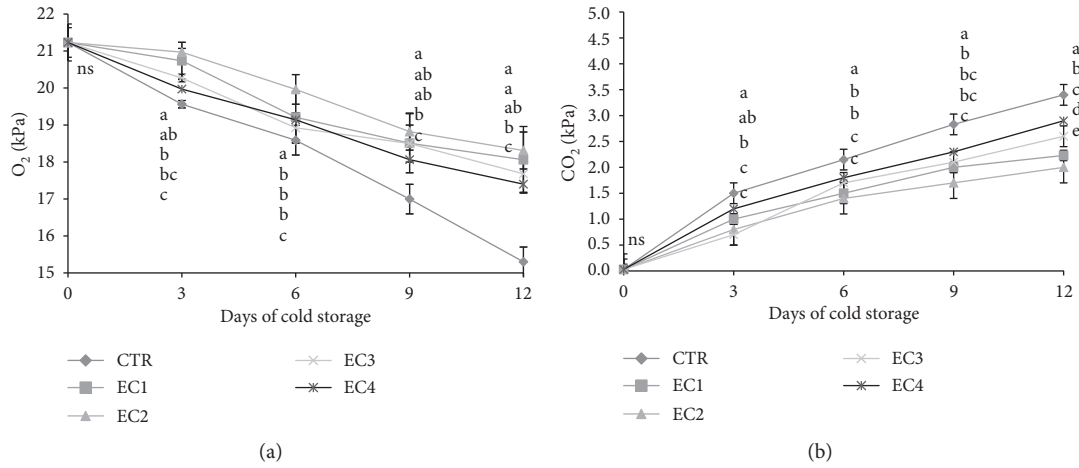 22
21
20
19
18
17
16
15
O2 (kPa)
ns
a
ab
b
bc
c
a
b
b
b
c
a
ab
ab
b
c
a
a
ab
b
c
0 3 6 9 12
Days of cold storage
CTR
EC1
EC2
EC3
EC4
(a)
5.0
4.5
4.0
3.5
3.0
2.5
2.0
1.5
1.0
0.5
0.0
CO2 (kPa)
ns
a
ab
b
c
c
a
b
b
c
c
a
b
bc
bc
c
a
b
c
d
e
0 3 6 9 12
Days of cold storage
CTR
EC1
EC2
EC3
EC4
(b)